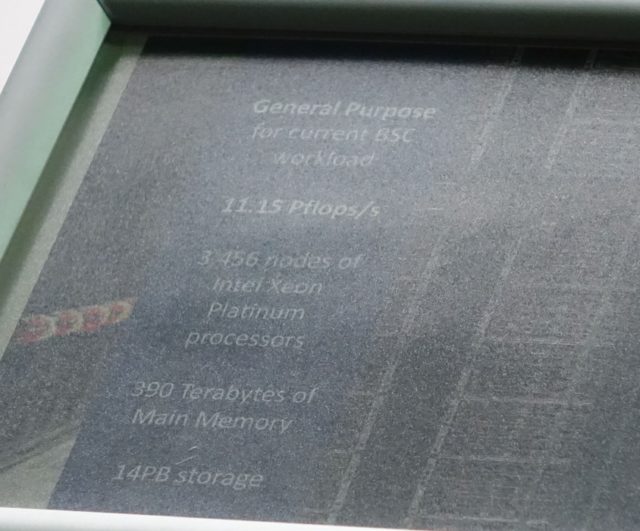 General Purpose
for current BSC
workload
11.15 Pflops/s
3.456 nodes of
Intel Xeon
Platinum
processors
390 Terabytes of
Main Memory
14PB storage